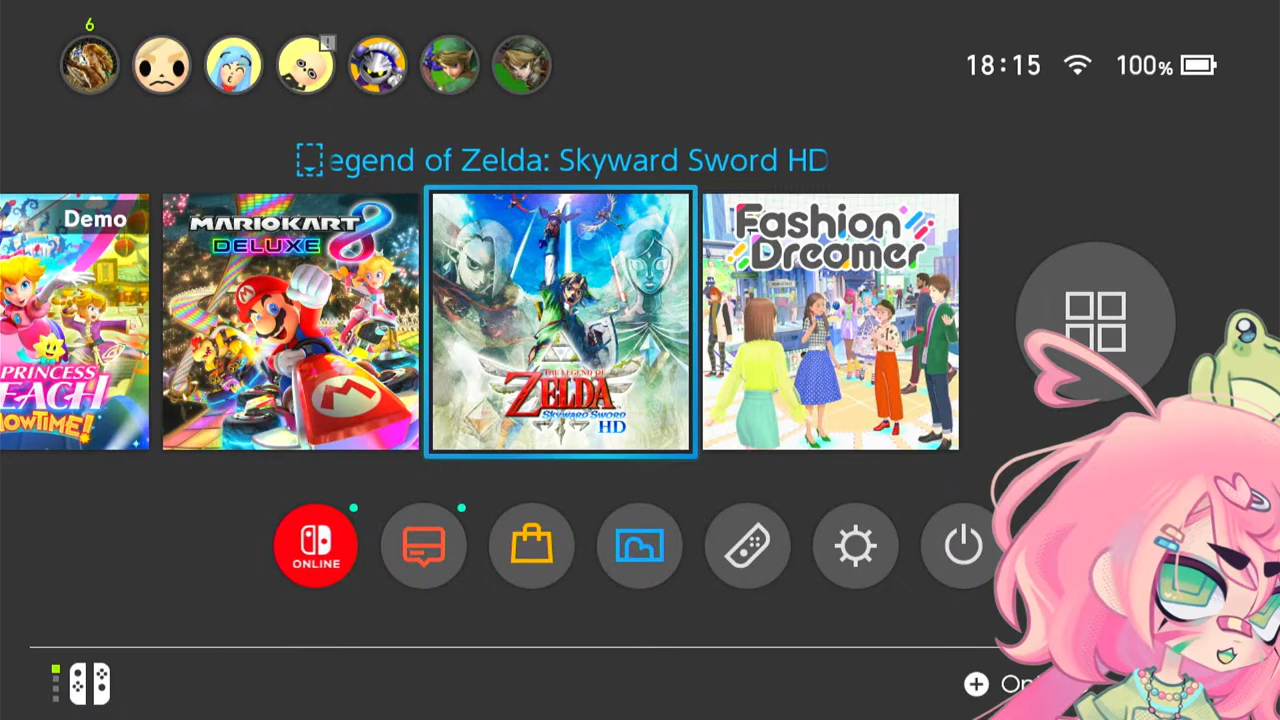 6
18:15
100%
egend of Zelda: Skyward Sword HD
Demo
PRINCESS
EACH
HOWTIME!
MARIOKART 8
DELUXE
THE LEGEND OF
ZELDA
SKYWARD SWORD
HD
Fashion
Dreamer
ONLINE